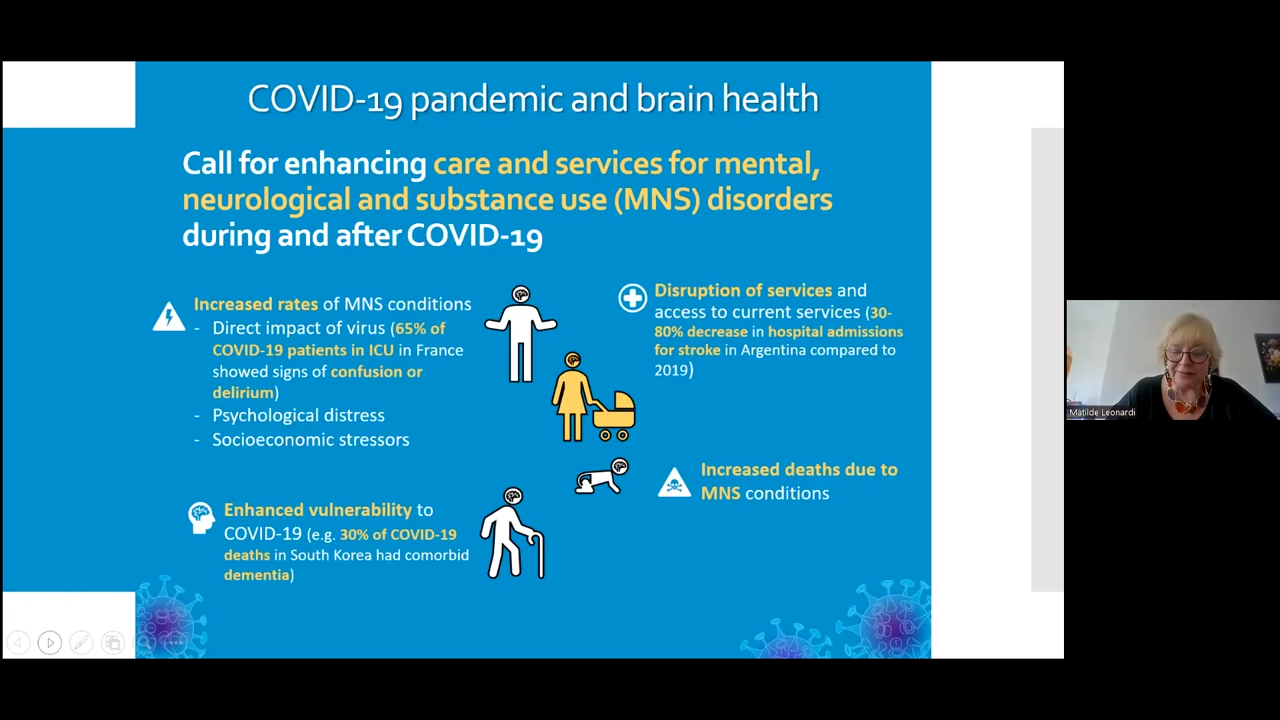 COVID-19 pandemic and brain health
Call for enhancing care and services for mental,
neurological and substance use (MNS) disorders
during and after COVID-19
Increased rates of MNS conditions
- Direct impact of virus (65% of
COVID-19 patients in ICU in France
showed signs of confusion or
delirium)
- Psychological distress
- Socioeconomic stressors
Enhanced vulnerability to
COVID-19 (e.g. 30% of COVID-19
deaths in South Korea had comorbid
dementia)
Disruption of services and
access to current services (30-
80% decrease in hospital admissions
for stroke in Argentina compared to
2019)
Increased deaths due to
MNS conditions
Matilde Leonardi